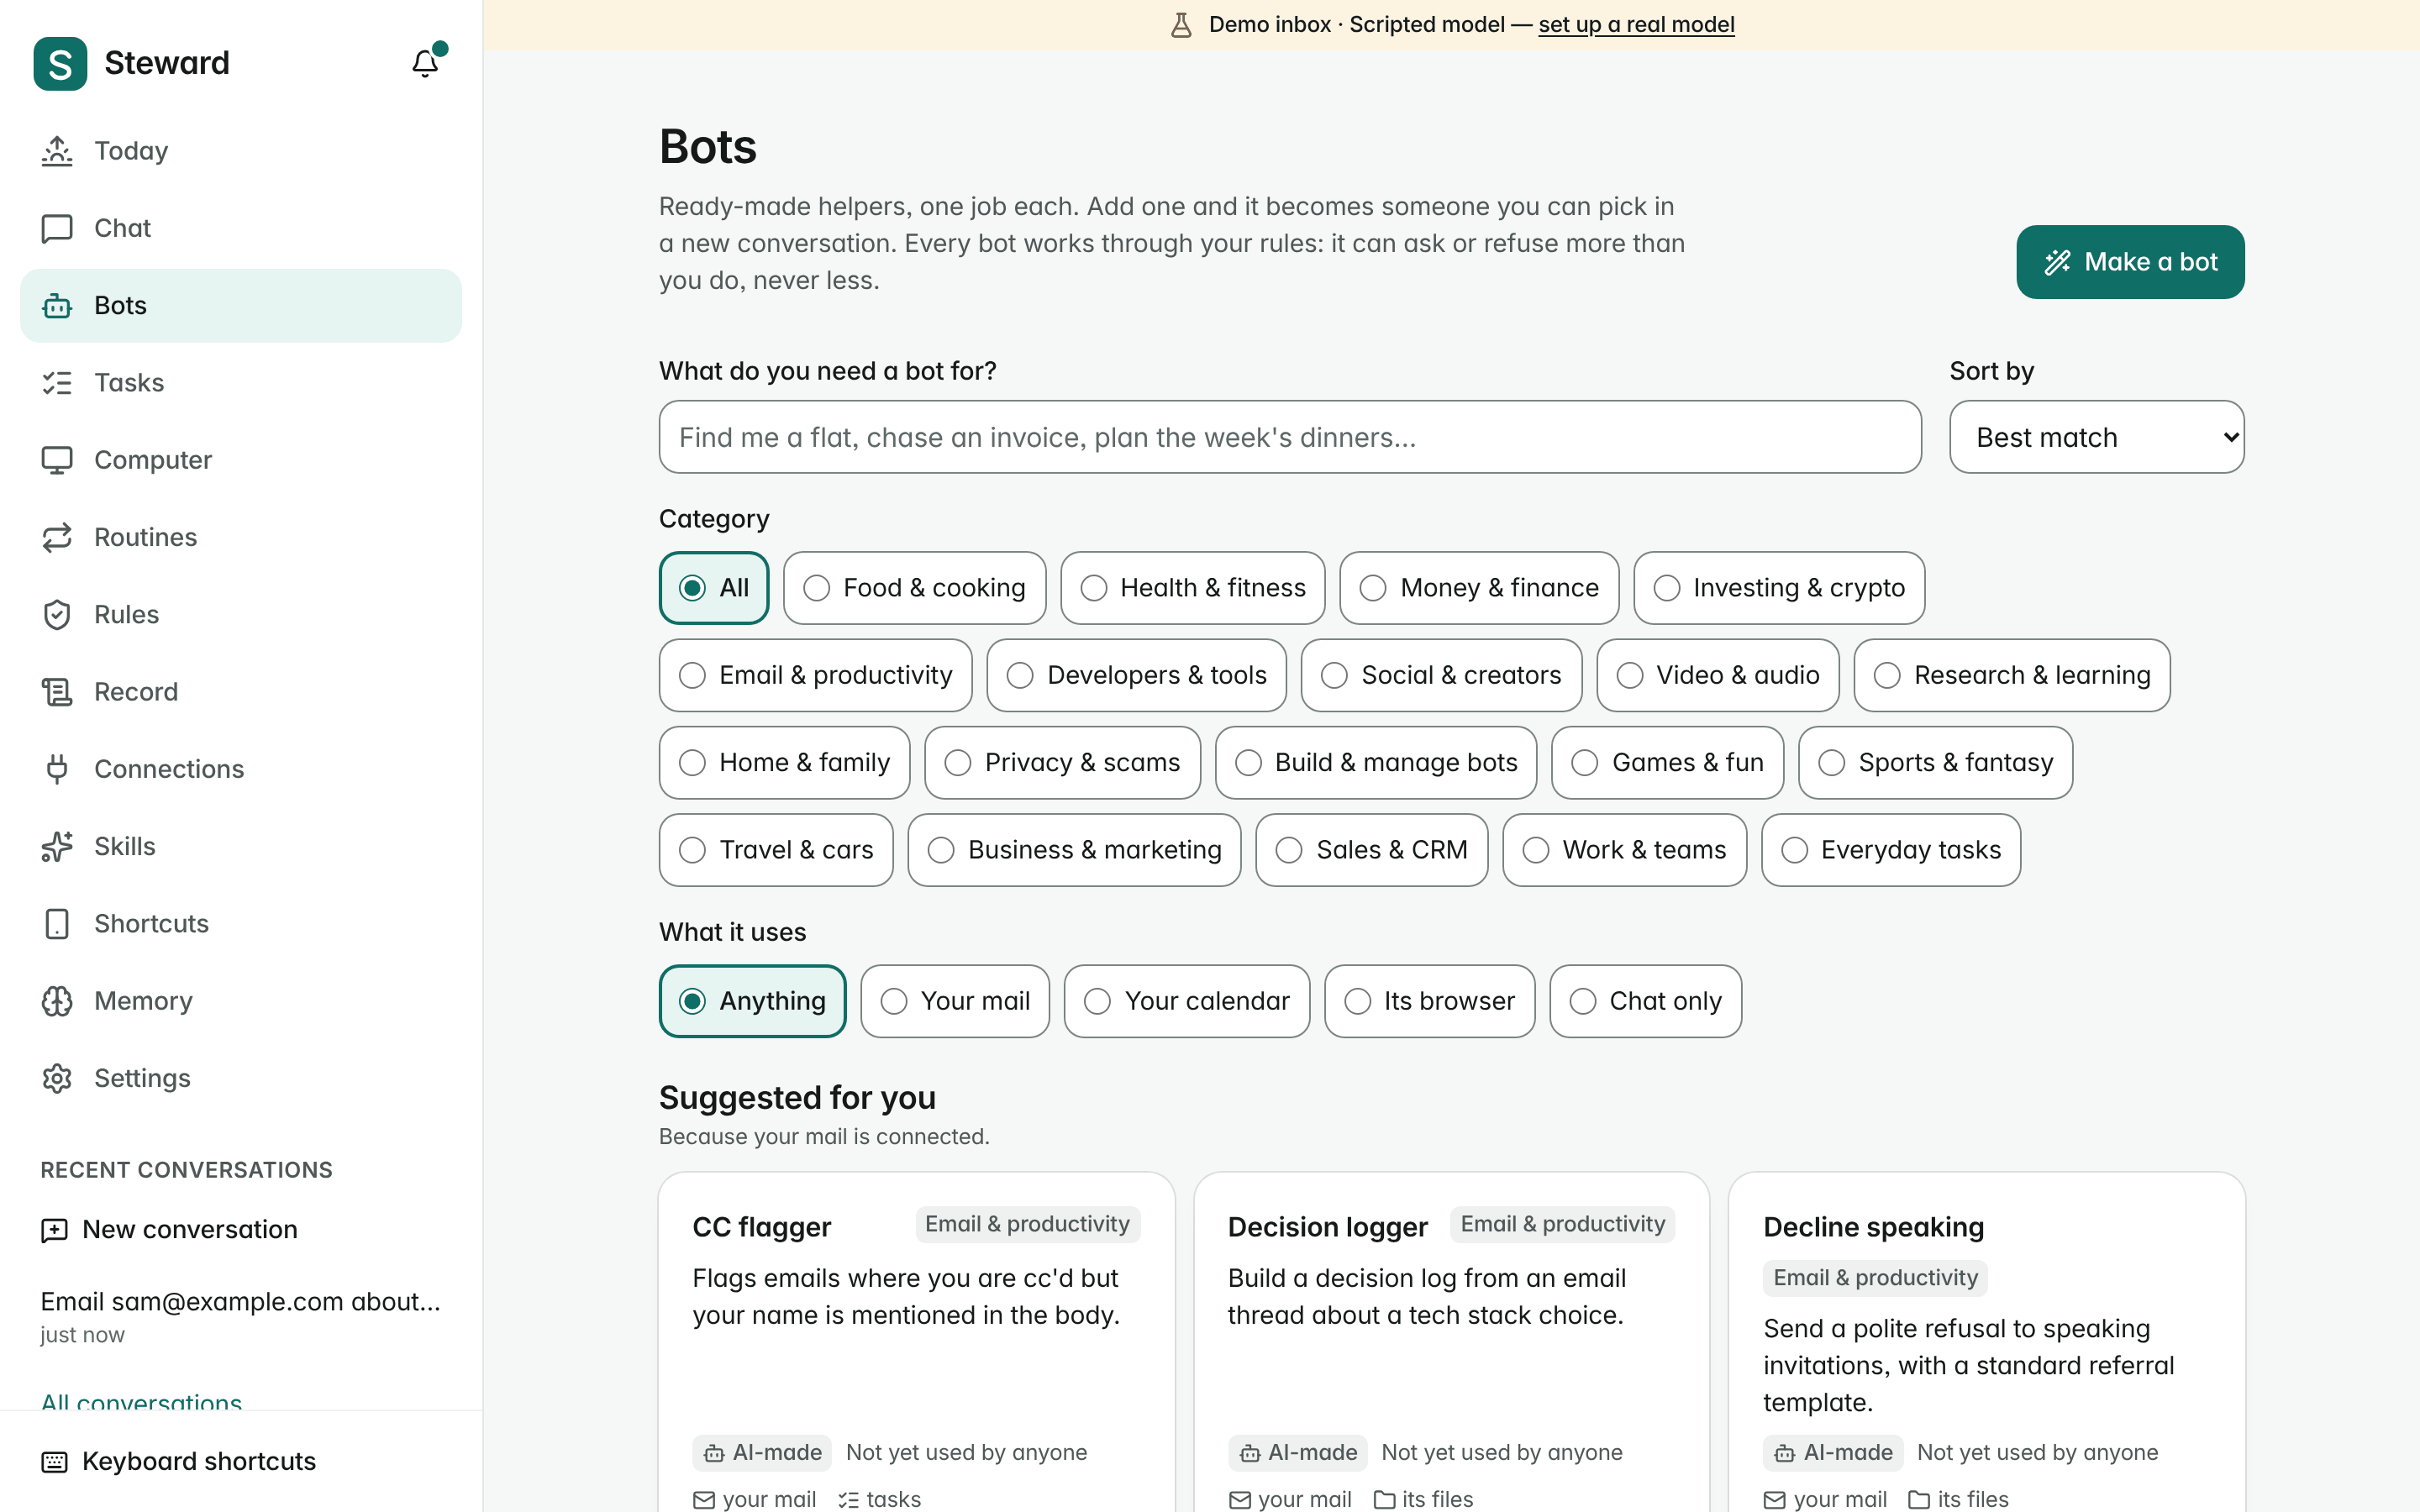 S Steward
Today
Chat
Bots
Tasks
Computer
Routines
Rules
Record
Connections
Skills
Shortcuts
Memory
Settings
RECENT CONVERSATIONS
New conversation
Email sam@example.com about...
just now
All conversations
Keyboard shortcuts
Demo inbox · Scripted model — set up a real model
Bots
Ready-made helpers, one job each. Add one and it becomes someone you can pick in
a new conversation. Every bot works through your rules: it can ask or refuse more than
you do, never less.
Make a bot
What do you need a bot for?
Find me a flat, chase an invoice, plan the week's dinners...
Sort by
Best match
Category
All Food & cooking Health & fitness Money & finance Investing & crypto
Email & productivity Developers & tools Social & creators Video & audio Research & learning
Home & family Privacy & scams Build & manage bots Games & fun Sports & fantasy
Travel & cars Business & marketing Sales & CRM Work & teams Everyday tasks
What it uses
Anything Your mail Your calendar Its browser Chat only
Suggested for you
Because your mail is connected.
CC flagger Email & productivity
Flags emails where you are cc'd but
your name is mentioned in the body.
AI-made Not yet used by anyone
your mail tasks
Decision logger Email & productivity
Build a decision log from an email
thread about a tech stack choice.
AI-made Not yet used by anyone
your mail its files
Decline speaking
Email & productivity
Send a polite refusal to speaking
invitations, with a standard referral
template.
AI-made Not yet used by anyone
your mail its files